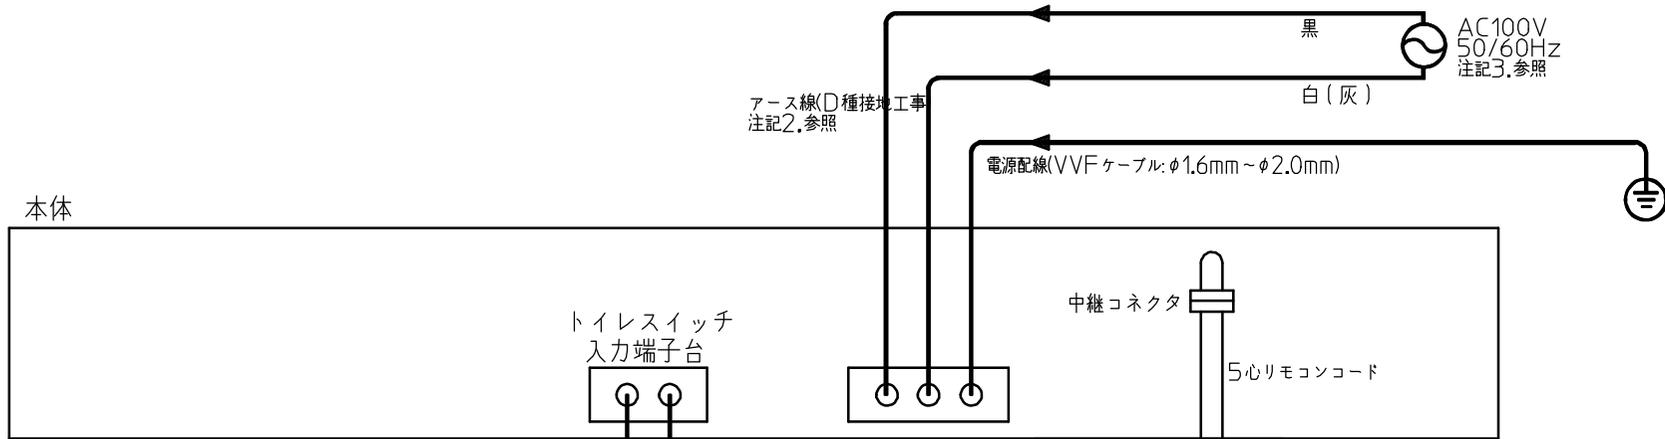 黒
AC100V
50/60Hz
注記3.参照
白(灰)
アース線(D種接地工事
注記2.参照
電源配線(VVFケーブル:φ1.6mm~φ2.0mm)
本体
中継コネクタ
トイレスイッチ
入力端子台
5心リモコンコード